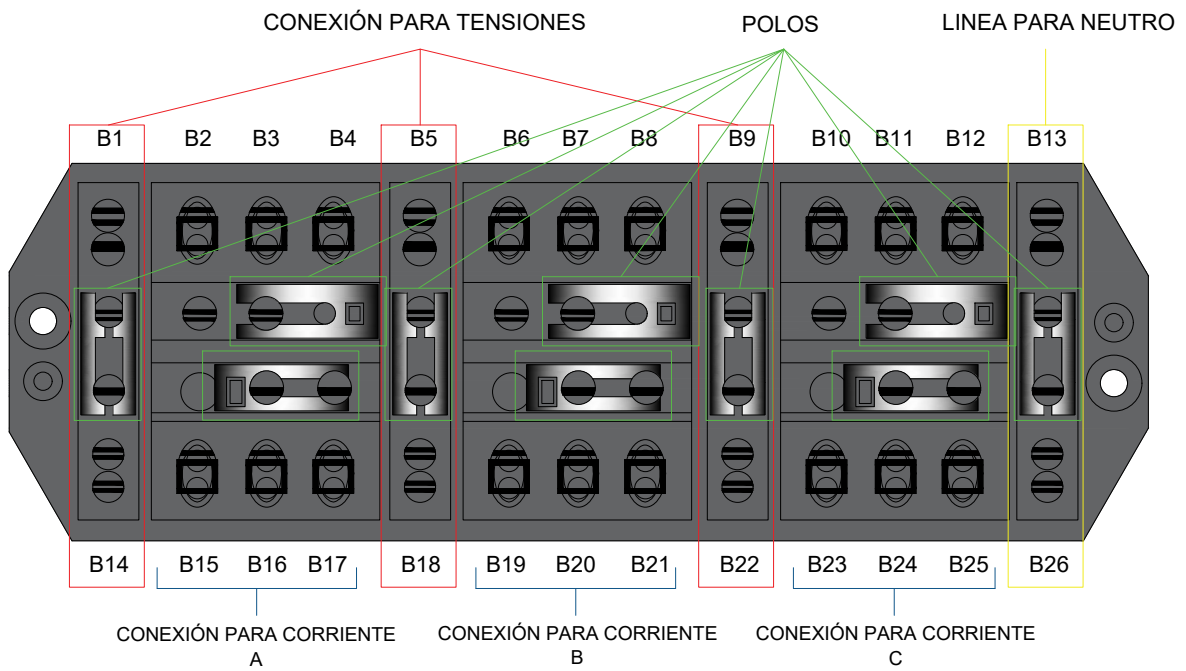 CONEXIÓN PARA TENSIONES POLOS LINEA PARA NEUTRO
B1 B2 B3 B4 B5 B6 B7 B8 B9 B10 B11 B12 B13
B14 B15 B16 B17 B18 B19 B20 B21 B22 B23 B24 B25 B26
CONEXIÓN PARA CORRIENTE
A
CONEXIÓN PARA CORRIENTE
B
CONEXIÓN PARA CORRIENTE
C